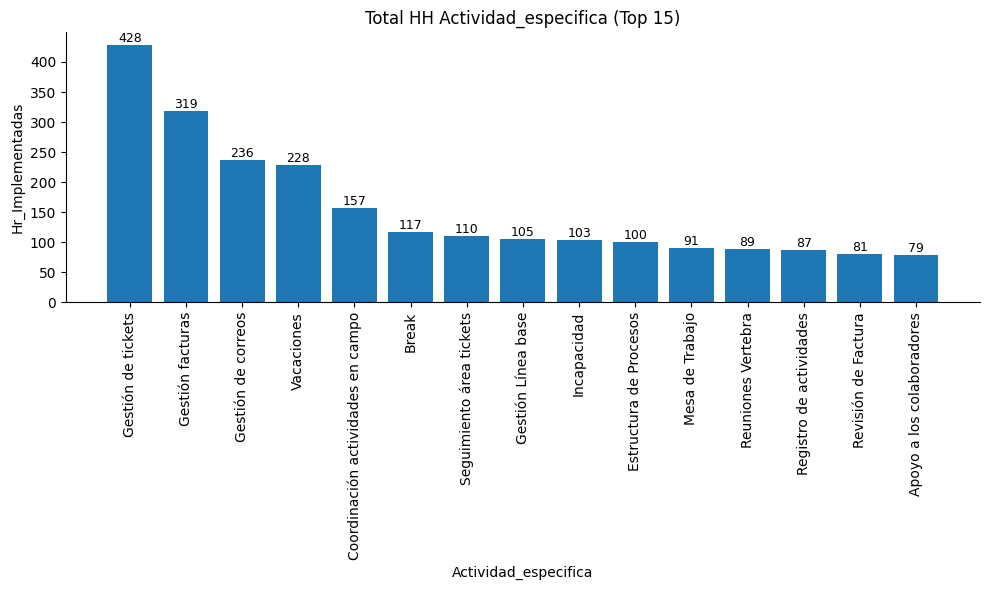 Total HH Actividad_especifica (Top 15)
Hr_Implementadas
400
350
300
250
200
150
100
50
0
428
319
236
228
157
117
110
105
103
100
91
89
87
81
79
Gestión de tickets
Gestión facturas
Gestión de correos
Vacaciones
Coordinación actividades en campo
Break
Seguimiento área tickets
Gestión Línea base
Incapacidad
Estructura de Procesos
Mesa de Trabajo
Reuniones Vertebra
Registro de actividades
Revisión de Factura
Apoyo a los colaboradores
Actividad_especifica